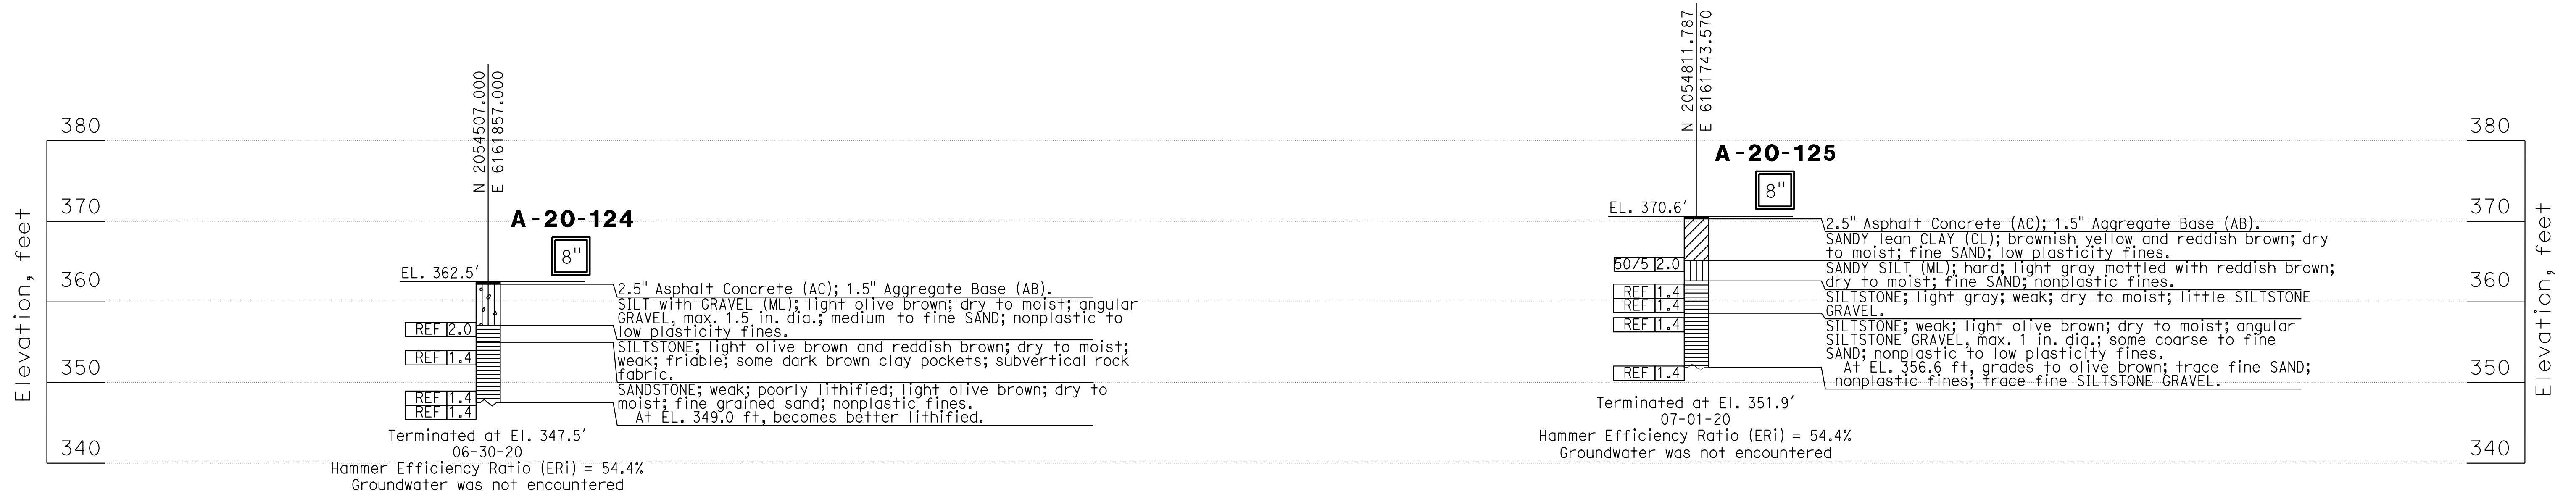 Elevation, feet
380
370
360
350
340
N 2054507.000
E 6161857.000
A-20-124
8"
EL. 362.5'
2.5" Asphalt Concrete (AC); 1.5" Aggregate Base (AB).
SILT with GRAVEL (ML); light olive brown; dry to moist; angular
GRAVEL, max. 1.5 in. dia.; medium to fine SAND; nonplastic to
low plasticity fines.
SILTSTONE; light olive brown and reddish brown; dry to moist;
weak; friable; some dark brown clay pockets; subvertical rock
fabric.
SANDSTONE; weak; poorly lithified; light olive brown; dry to
moist; fine grained sand; nonplastic fines.
At EL. 349.0 ft, becomes better lithified.
REF 2.0
REF 1.4
REF 1.4
REF 1.4
Terminated at El. 347.5'
06-30-20
Hammer Efficiency Ratio (ERi) = 54.4%
Groundwater was not encountered
N 2054811.787
E 6161743.570
A-20-125
8"
EL. 370.6'
2.5" Asphalt Concrete (AC); 1.5" Aggregate Base (AB).
SANDY lean CLAY (CL); brownish yellow and reddish brown; dry
to moist; fine SAND; low plasticity fines.
SANDY SILT (ML); hard; light gray mottled with reddish brown;
dry to moist; fine SAND; nonplastic fines.
SILTSTONE; light gray; weak; dry to moist; little SILTSTONE
GRAVEL.
SILTSTONE; weak; light olive brown; dry to moist; angular
SILTSTONE GRAVEL, max. 1 in. dia.; some coarse to fine
SAND; nonplastic to low plasticity fines.
At EL. 356.6 ft, grades to olive brown; trace fine SAND;
nonplastic fines; trace fine SILTSTONE GRAVEL.
50/5 2.0
REF 1.4
REF 1.4
REF 1.4
REF 1.4
Terminated at El. 351.9'
07-01-20
Hammer Efficiency Ratio (ERi) = 54.4%
Groundwater was not encountered
380
370
360
350
340
Elevation, feet